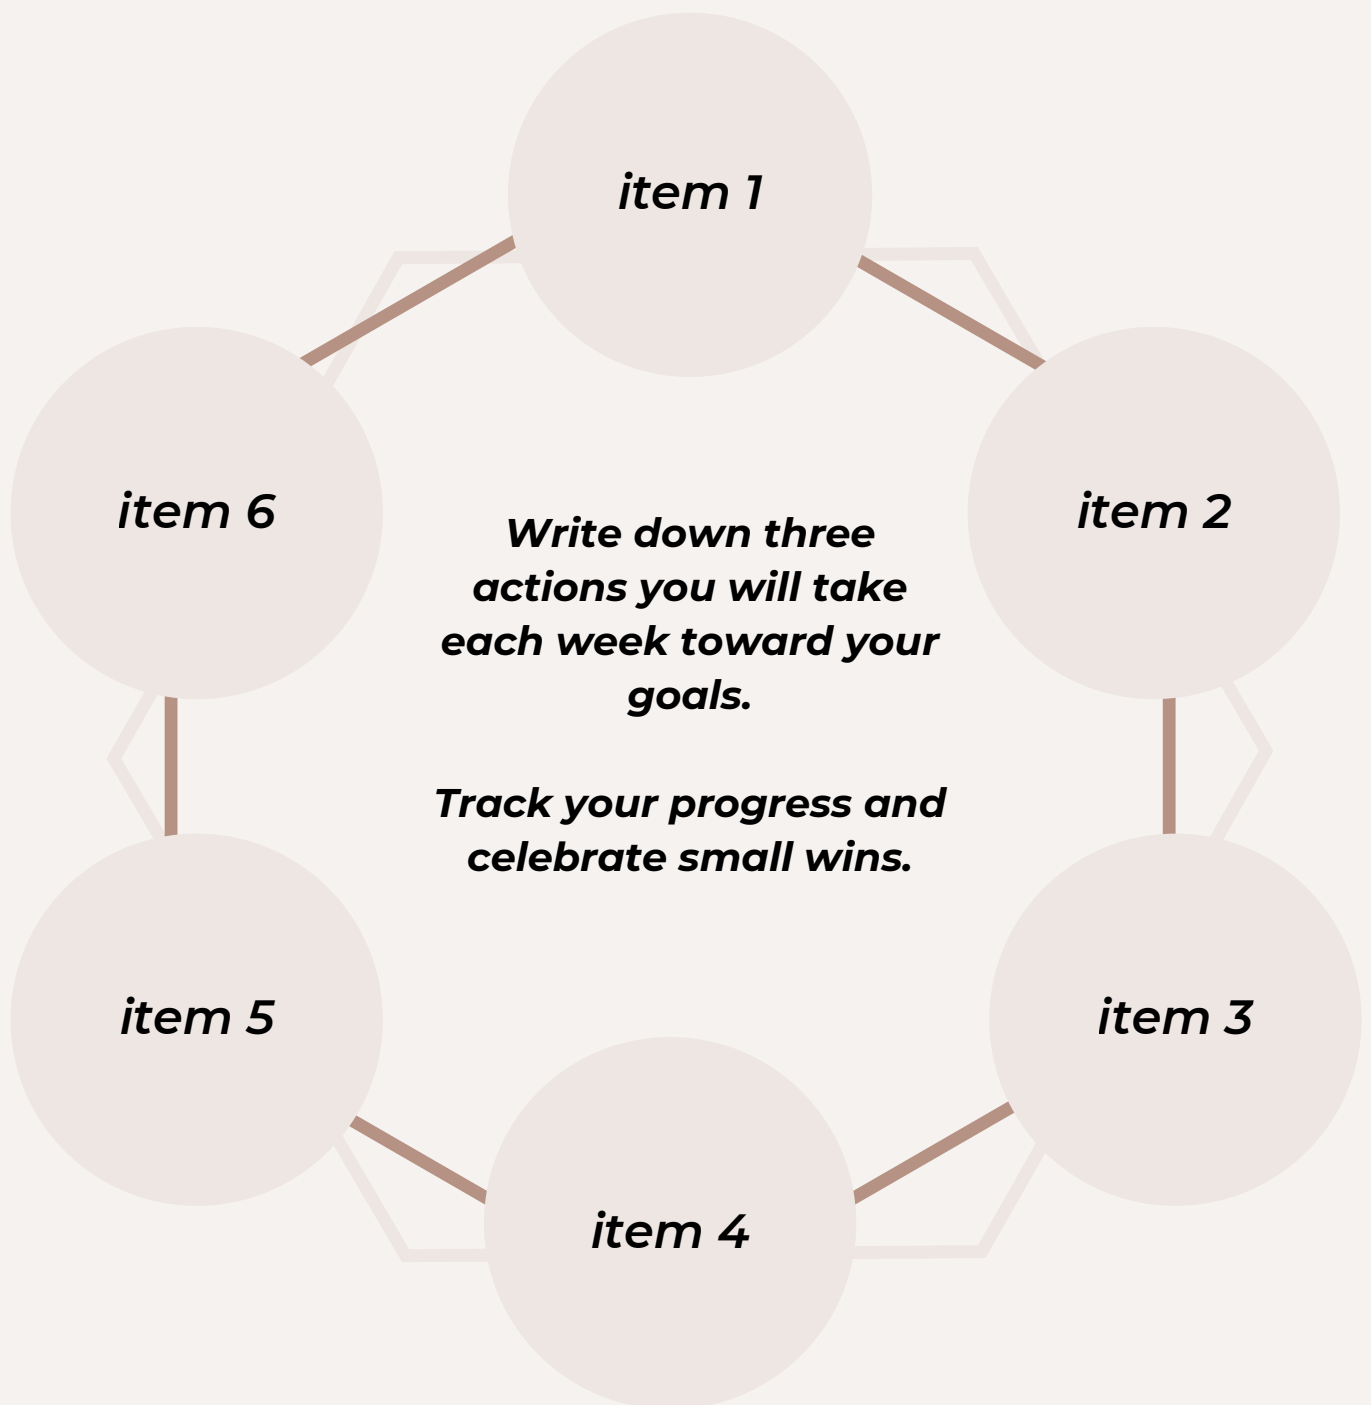 item 1
item 6
item 2
Write down three
actions you will take
each week toward your
goals.
Track your progress and
celebrate small wins.
item 5
item 3
item 4